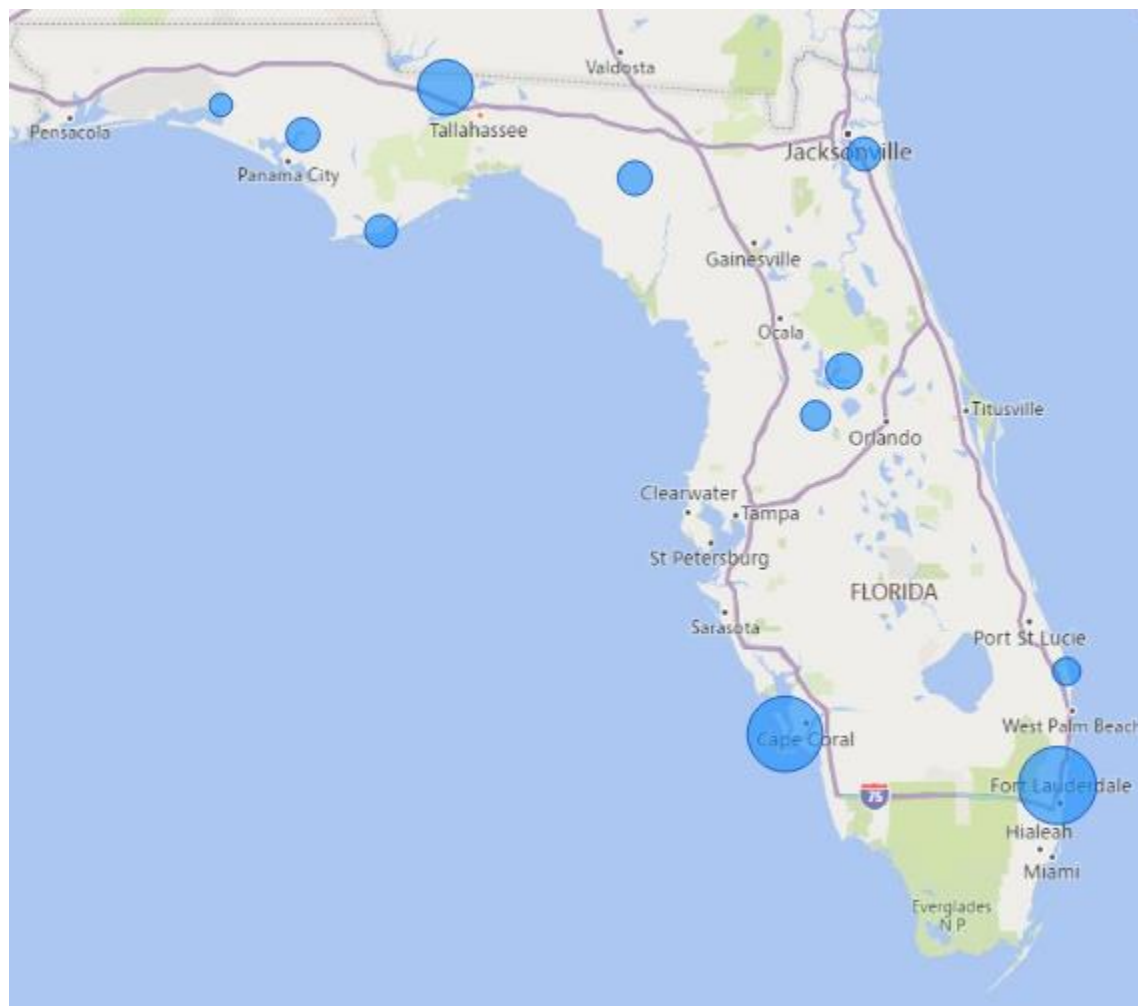 Valdosta
Pensacola
Tallahassee
Jacksonville
Panama City
Gainesville
Ocala
Titusville
Orlando
Clearwater
Tampa
St Petersburg
FLORIDA
Sarasota
Port St Lucie
West Palm Beach
Cape Coral
Fort Lauderdale
75
Hialeah
Miami
Everglades
N P